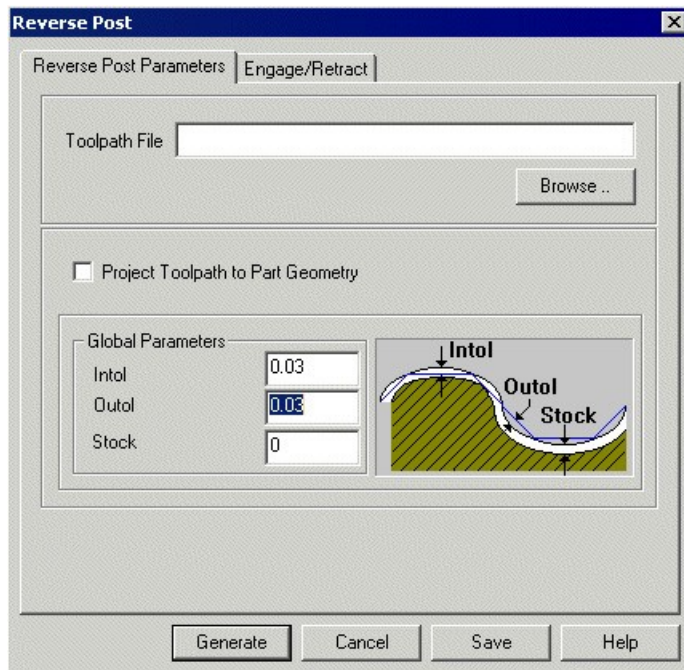 Reverse Post
Reverse Post Parameters Engage/Retract
Toolpath File
Browse ..
Project Toolpath to Part Geometry
Global Parameters
Intol 0.03
Outol 0.03
Stock 0
Intol
Outol
Stock
Generate Cancel Save Help